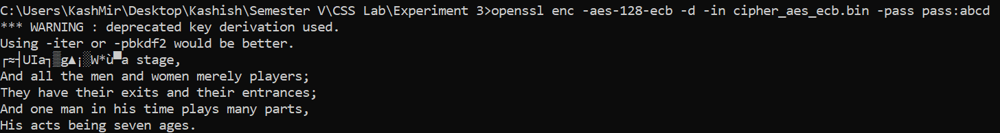 C:\Users\KashMir\Desktop\Kashish\Semester V\CSS Lab\Experiment 3>openssl enc -aes-128-ecb -d -in cipher_aes_ecb.bin -pass pass:abcd
*** WARNING : deprecated key derivation used.
Using -iter or -pbkdf2 would be better.
┌≈┤UIa┐▒g▲¡░W*ù▀a stage,
And all the men and women merely players;
They have their exits and their entrances;
And one man in his time plays many parts,
His acts being seven ages.